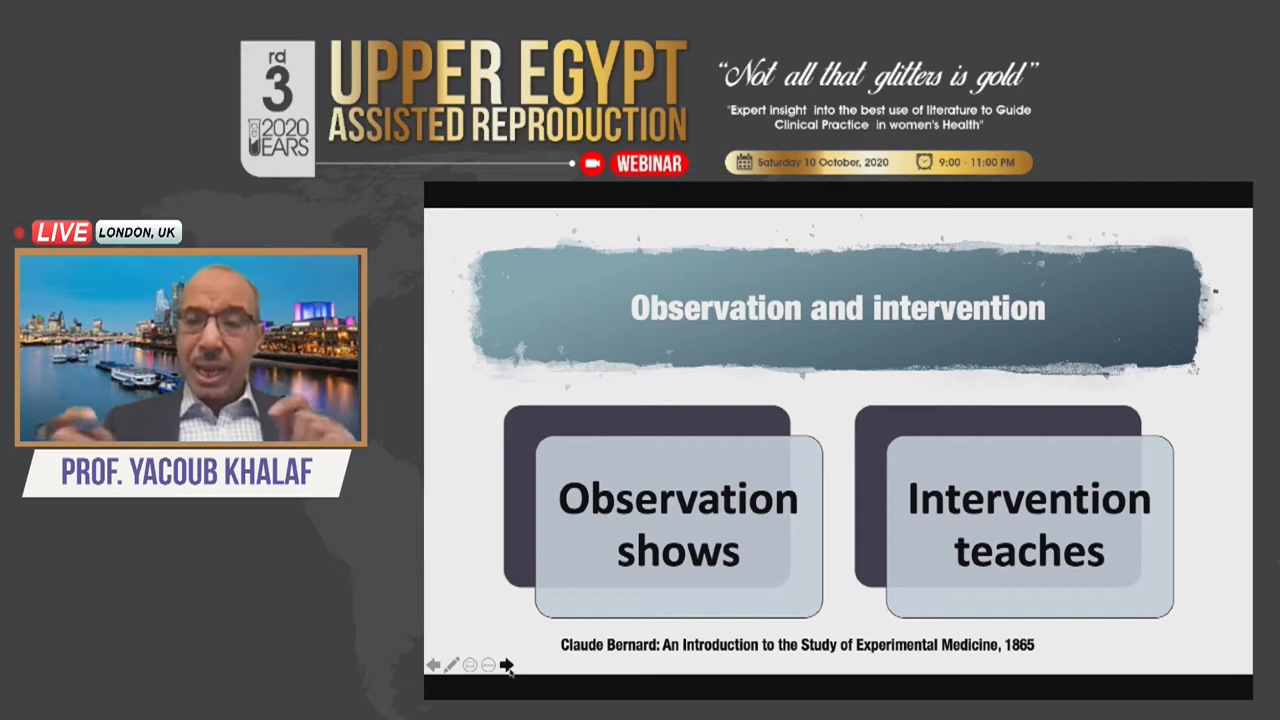 rd
3
2020
YEARS
UPPER EGYPT
ASSISTED REPRODUCTION
WEBINAR
“Not all that glitters is gold”
"Expert insight into the best use of literature to Guide
Clinical Practice in women's Health"
Saturday 10 October, 2020
9:00 - 11:00 PM
LIVE
LONDON, UK
PROF. YACOUB KHALAF
Observation and intervention
Observation
shows
Intervention
teaches
Claude Bernard: An Introduction to the Study of Experimental Medicine, 1865